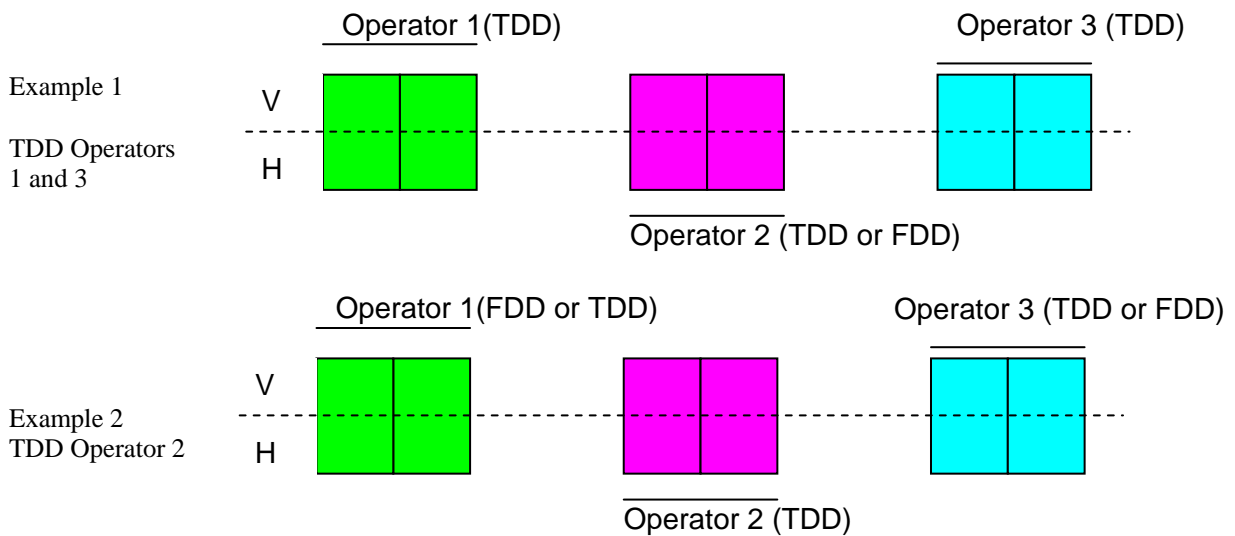 Operator 1(TDD)
Operator 3 (TDD)
Example 1
V
TDD Operators
1 and 3
H
Operator 2 (TDD or FDD)
Operator 1(FDD or TDD)
Operator 3 (TDD or FDD)
V
Example 2
TDD Operator 2
H
Operator 2 (TDD)